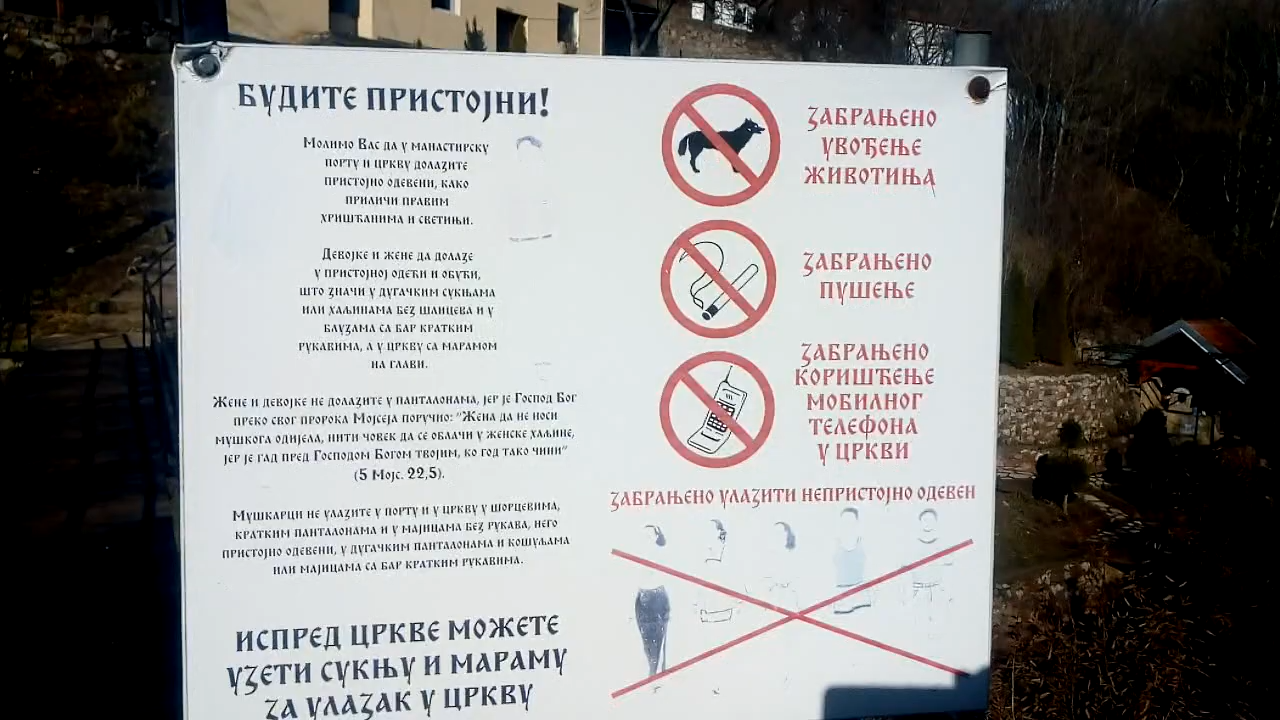 БУДИТЕ ПРИСТОЈНИ!
Молимо Вас да у манастирску
порту и цркву долазите
пристојно одевени, како
приличи правим
хришћанима и светињи.
Девојке и жене да долазе
у пристојној одећи и обући,
што значи у дугачким сукњама
или хаљинама без шлицева и у
блузама са бар кратким
рукавима, а у цркву са марамом
на глави.
Жене и девојке не долазите у панталонама, јер је Господ Бог
преко свог пророка Мојсеја поручио: "Жена да не носи
мушкога одијела, нити човек да се облачи у женске хаљине,
јер је гад пред Господом Богом твојим, ко год тако чини"
(5 Мојс. 22,5).
Мушкарци не улазите у порту и у цркву у шорцевима,
кратким панталонама и у мајицама без рукава, него
пристојно одевени, у дугачким панталонама и кошуљама
или мајицама са бар кратким рукавима.
ИСПРЕД ЦРКВЕ МОЖЕТЕ
УЗЕТИ СУКЊУ И МАРАМУ
ЗА УЛАЗАК У ЦРКВУ
ЗАБРАЊЕНО
УВОЂЕЊЕ
ЖИВОТИЊА
ЗАБРАЊЕНО
ПУШЕЊЕ
ЗАБРАЊЕНО
КОРИШЋЕЊЕ
МОБИЛНОГ
ТЕЛЕФОНА
У ЦРКВИ
ЗАБРАЊЕНО УЛАЗИТИ НЕПРИСТОЈНО ОДЕВЕН